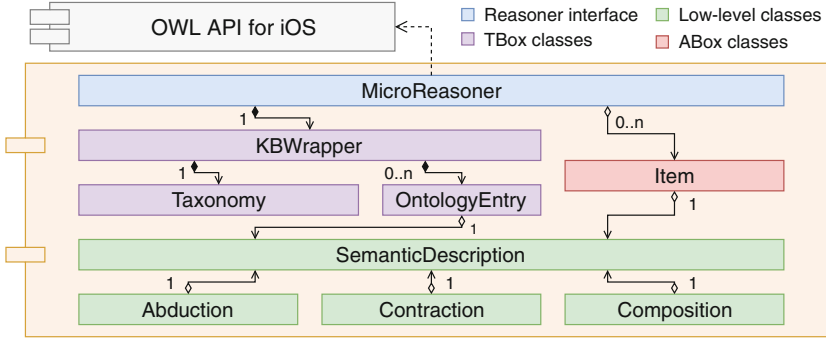 OWL API for iOS
Reasoner interface
Low-level classes
TBox classes
ABox classes
MicroReasoner
1
0..n
KBWrapper
1
0..n
Item
Taxonomy
OntologyEntry
1
1
SemanticDescription
1
1
1
Abduction
Contraction
Composition